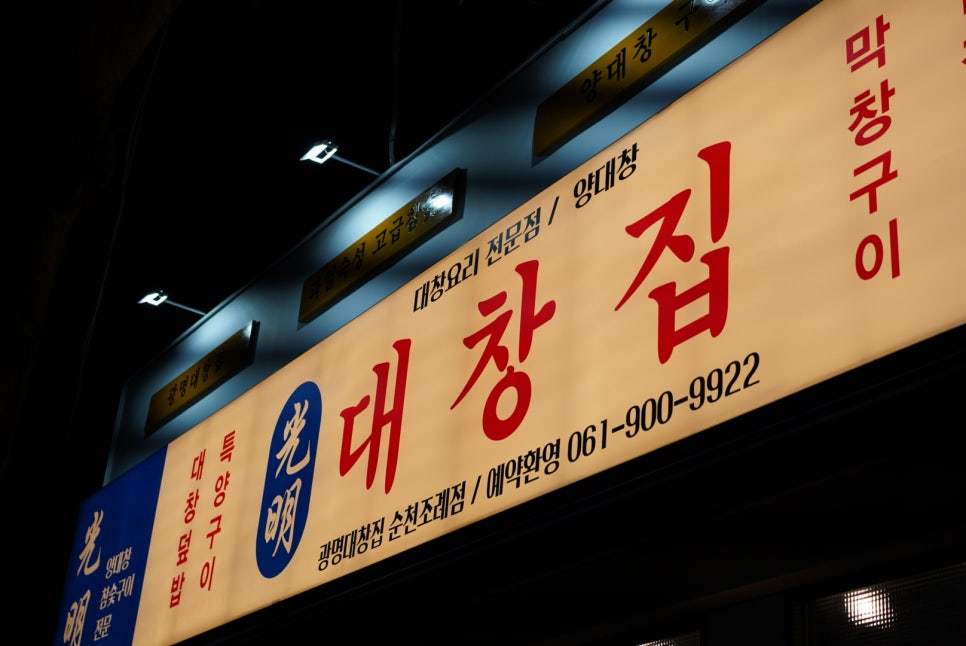 양대창 구
고급
광명대창집
막창구이
대창요리 전문점 / 양대창
대창집
光明
광명대창집 순천조례점 / 예약환영 061-900-9922
특양구이
대창덮밥
光明
양대창
참숯구이
전문